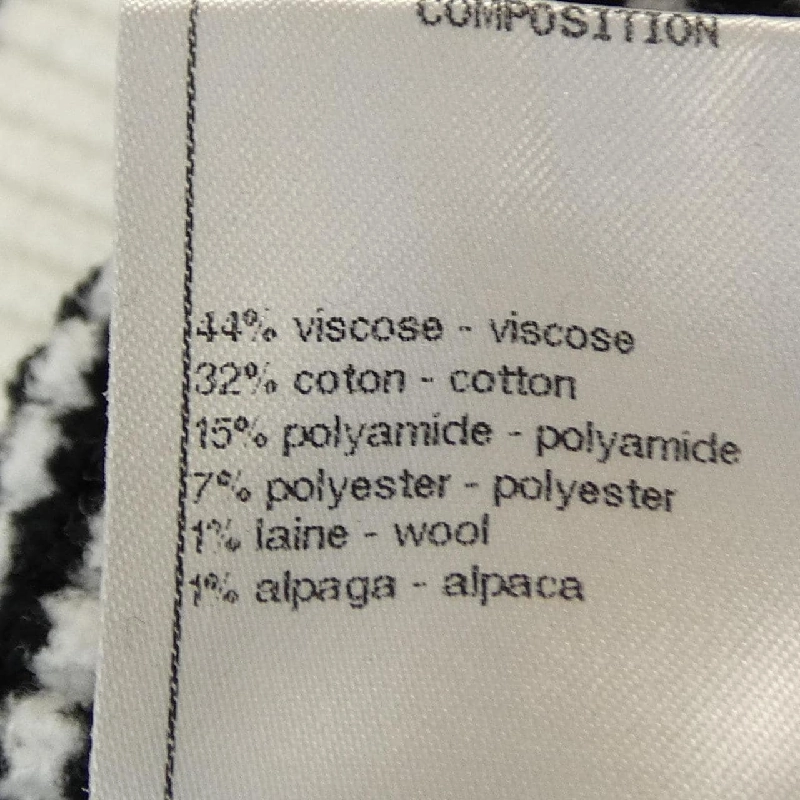 COMPOSITION
44% viscose - viscose
32% coton - cotton
15% polyamide - polyamide
7% polyester - polyester
1% laine - wool
1% alpaga - alpaca